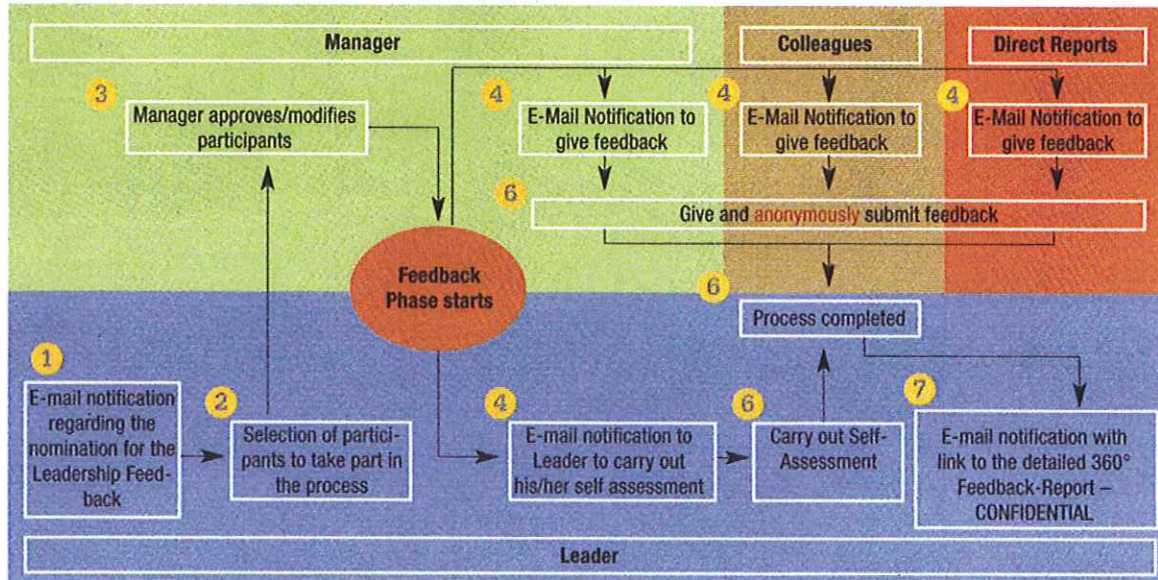 Manager
Colleagues
Direct Reports
3
Manager approves/modifies
participants
4
E-Mail Notification to
give feedback
4
E-Mail Notification to
give feedback
4
E-Mail Notification to
give feedback
6
Give and anonymously submit feedback
Feedback
Phase starts
6
Process completed
1
E-mail notification
regarding the
nomination for the
Leadership Feed-
back
2
Selection of partici-
pants to take part in
the process
4
E-mail notification to
Leader to carry out
his/her self assessment
6
Carry out Self-
Assessment
7
E-mail notification with
link to the detailed 360°
Feedback-Report –
CONFIDENTIAL
Leader